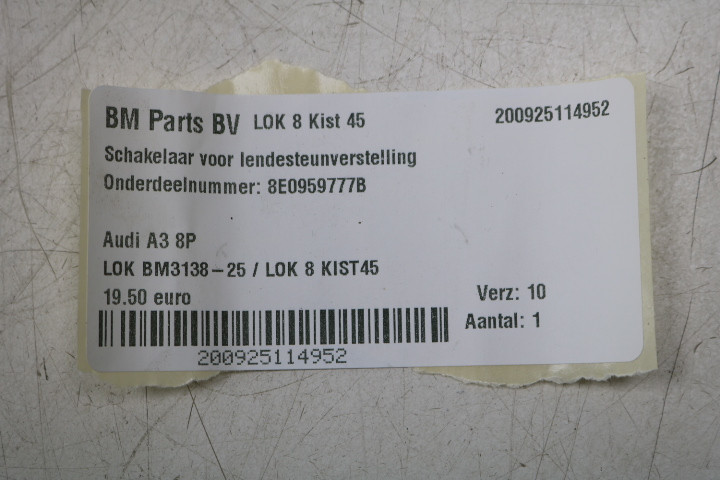 BM Parts BV LOK 8 Kist 45 200925114952
Schakelaar voor lendesteunverstelling
Onderdeelnummer: 8E0959777B
Audi A3 8P
LOK BM3138-25 / LOK 8 KIST45
19.50 euro Verz: 10
Aantal: 1
200925114952